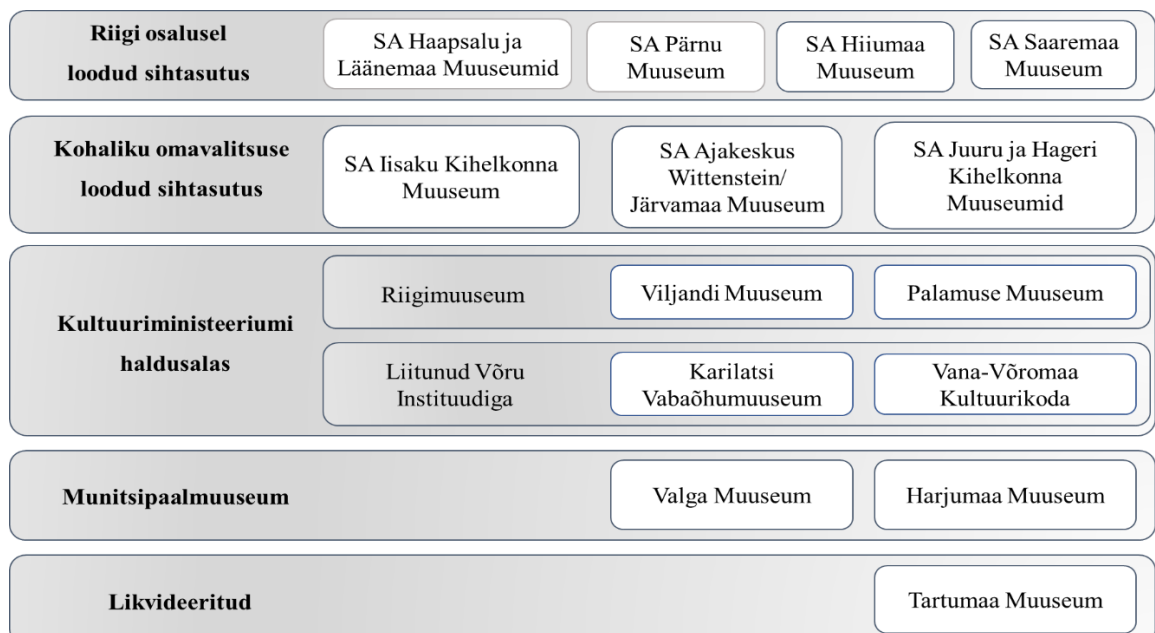 Riigi osalusel
loodud sihtasutus
SA Haapsalu ja
Läänemaa Muuseumid
SA Pärnu
Muuseum
SA Hiiumaa
Muuseum
SA Saaremaa
Muuseum
Kohaliku omavalitsuse
loodud sihtasutus
SA Iisaku Kihelkonna
Muuseum
SA Ajakeskus
Wittenstein/
Järvamaa Muuseum
SA Juuru ja Hageri
Kihelkonna
Muuseumid
Kultuuriministeeriumi
haldusalas
Riigimuuseum
Viljandi Muuseum
Palamuse Muuseum
Liitunud Võru
Instituudiga
Karilatsi
Vabaõhumuuseum
Vana-Võromaa
Kultuurikoda
Munitsipaalmuuseum
Valga Muuseum
Harjumaa Muuseum
Likvideeritud
Tartumaa Muuseum